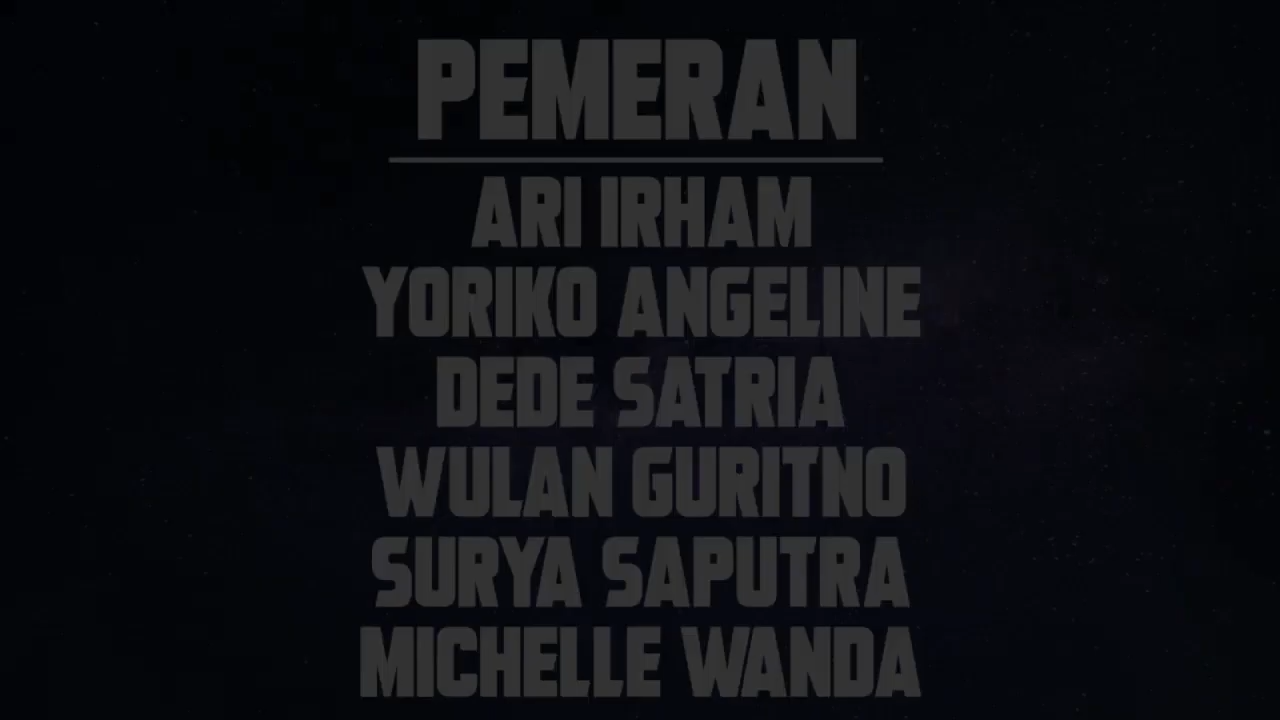 PEMERAN
ARI IRHAM
YORIKO ANGELINE
DEDE SATRIA
WULAN GURITNO
SURYA SAPUTRA
MICHELLE WANDA